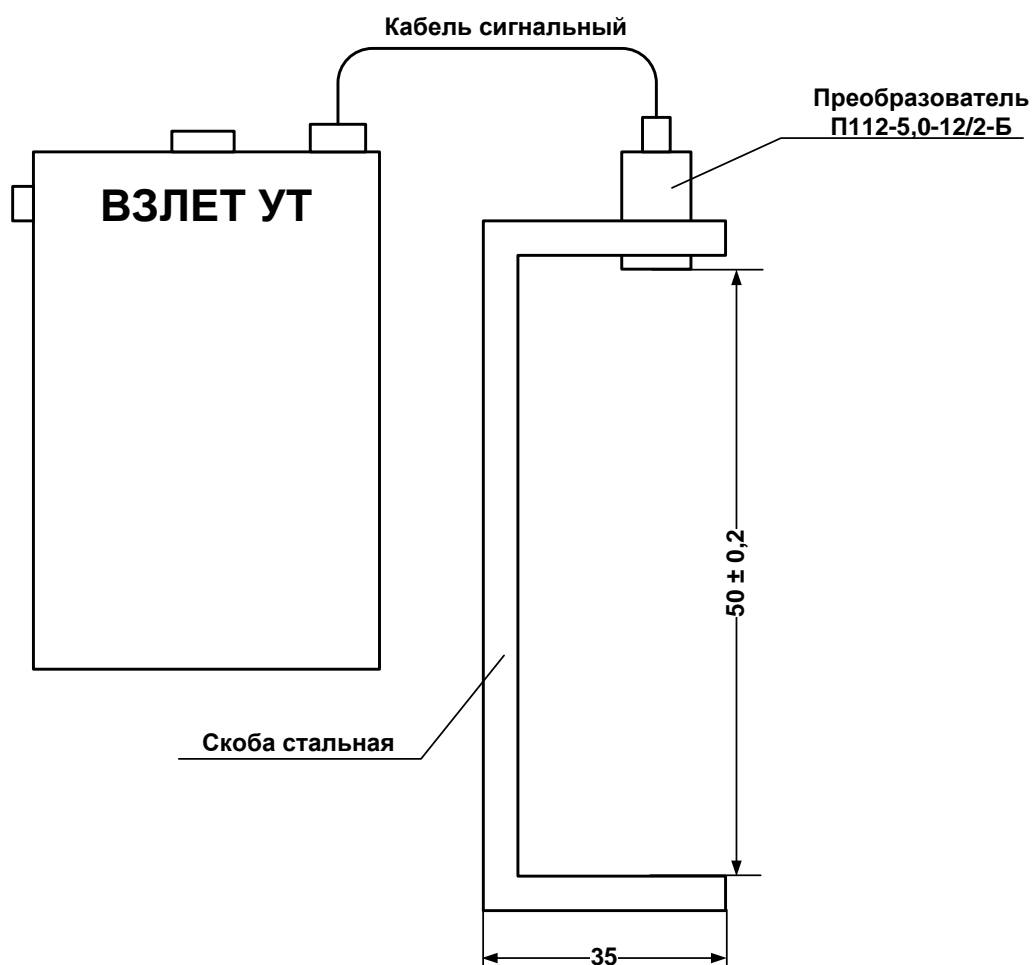 Кабель сигнальный
Преобразователь
П112-5,0-12/2-Б
ВЗЛЕТ УТ
50 ± 0,2
Скоба стальная
35